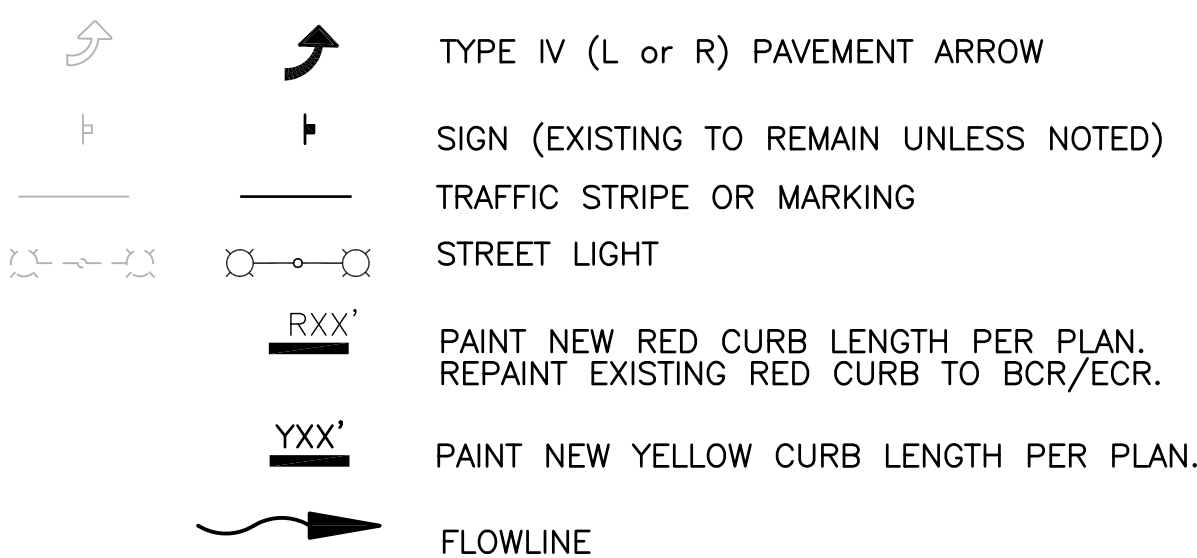 TYPE IV (L or R) PAVEMENT ARROW
SIGN (EXISTING TO REMAIN UNLESS NOTED)
TRAFFIC STRIPE OR MARKING
STREET LIGHT
RXX'
PAINT NEW RED CURB LENGTH PER PLAN.
REPAINT EXISTING RED CURB TO BCR/ECR.
YXX'
PAINT NEW YELLOW CURB LENGTH PER PLAN.
FLOWLINE